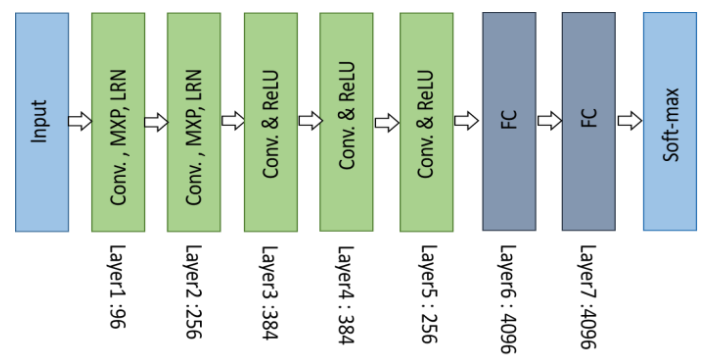 Input
Conv. , MXP, LRN
Conv. , MXP, LRN
Conv. & ReLU
Conv. & ReLU
Conv. & ReLU
FC
FC
Soft-max
Layer1 :96
Layer2 :256
Layer3 :384
Layer4 : 384
Layer5 : 256
Layer6 : 4096
Layer7 :4096